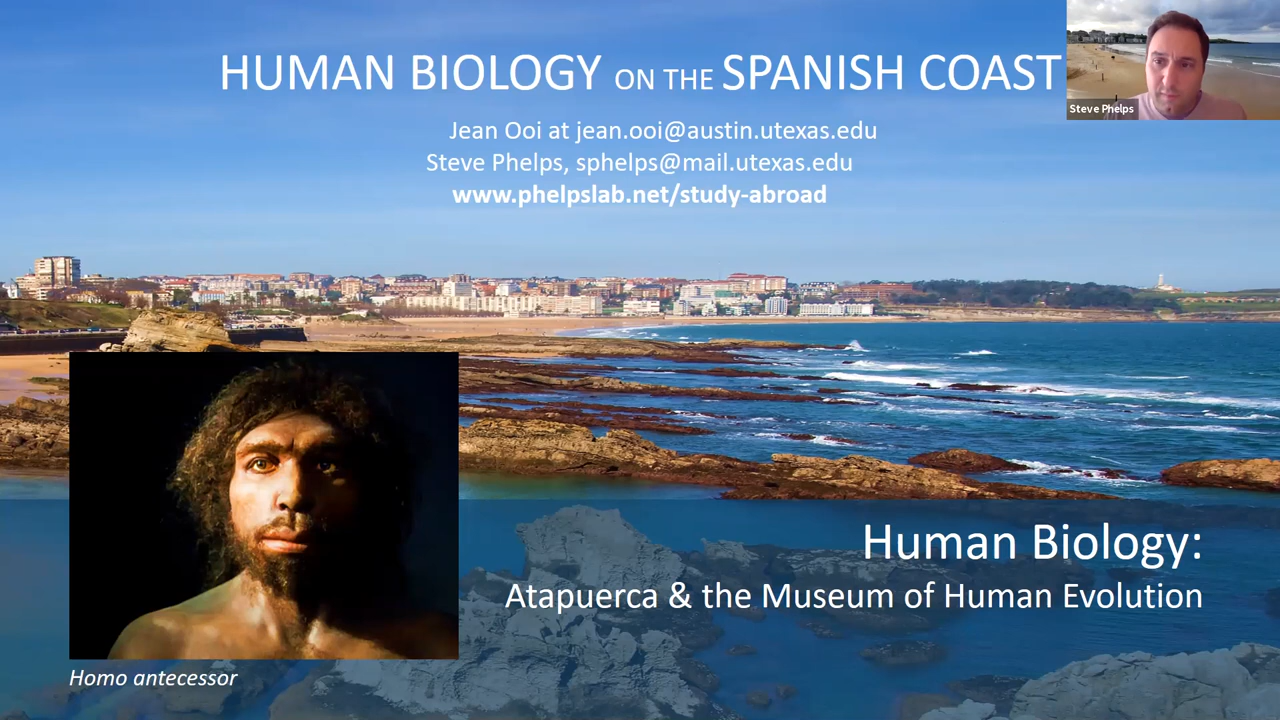 HUMAN BIOLOGY ON THE SPANISH COAST
Steve Phelps
Jean Ooi at jean.ooi@austin.utexas.edu
Steve Phelps, sphelps@mail.utexas.edu
www.phelpslab.net/study-abroad
Human Biology:
Atapuerca & the Museum of Human Evolution
Homo antecessor